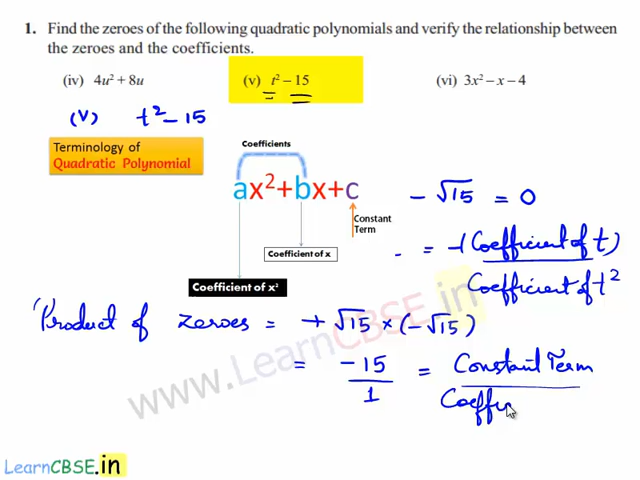 1. Find the zeroes of the following quadratic polynomials and verify the relationship between
the zeroes and the coefficients.
(iv) 4u² + 8u (v) t² – 15 (vi) 3x² – x – 4
(v) t² – 15
Terminology of
Quadratic Polynomial
Coefficients
ax²+bx+c
Constant
Term
Coefficient of x
Coefficient of x²
- √15 = 0
= -(Coefficient of t)
Coefficient of t²
Product of zeroes = +√15 × (-√15)
= -15/1 = Constant Term
Coeffi
www.LearnCBSE.in
LearnCBSE.in